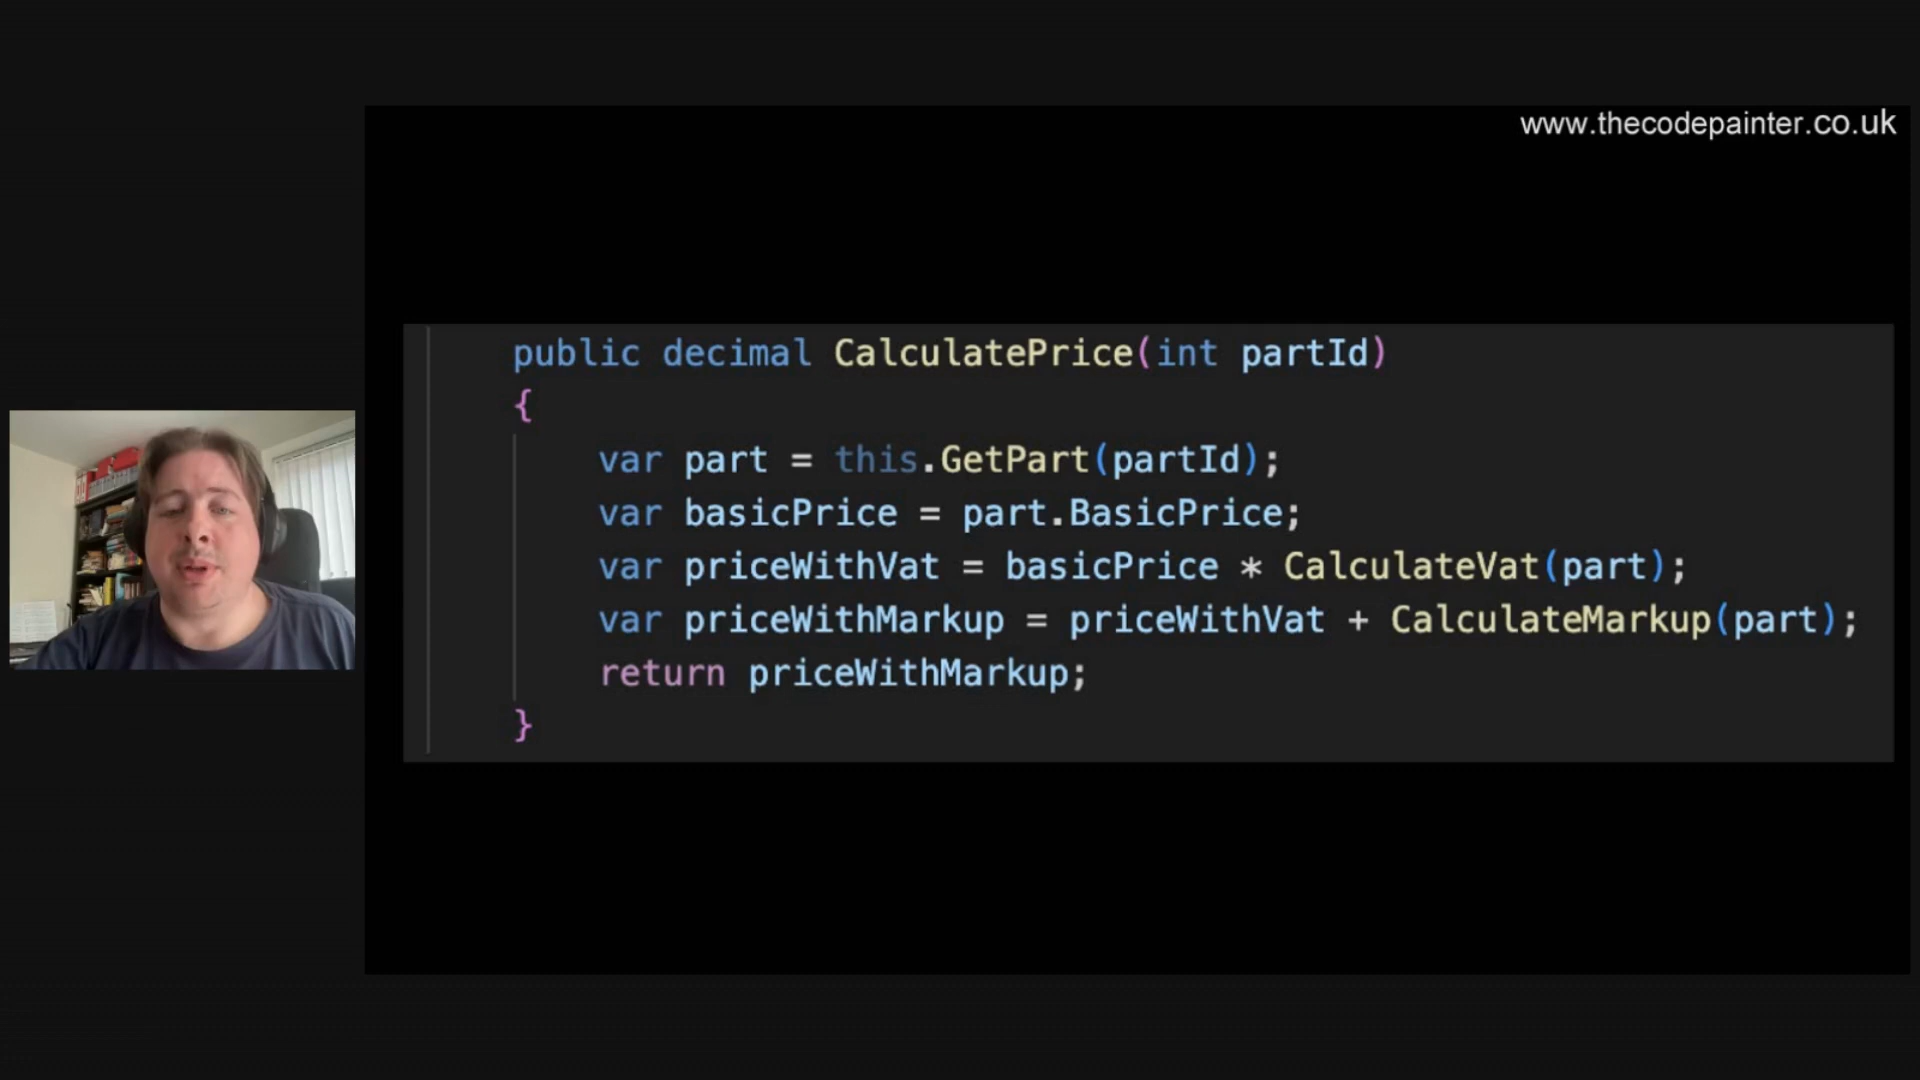 www.thecodepainter.co.uk
public decimal CalculatePrice(int partId)
{
var part = this.GetPart(partId);
var basicPrice = part.BasicPrice;
var priceWithVat = basicPrice * CalculateVat(part);
var priceWithMarkup = priceWithVat + CalculateMarkup(part);
return priceWithMarkup;
}